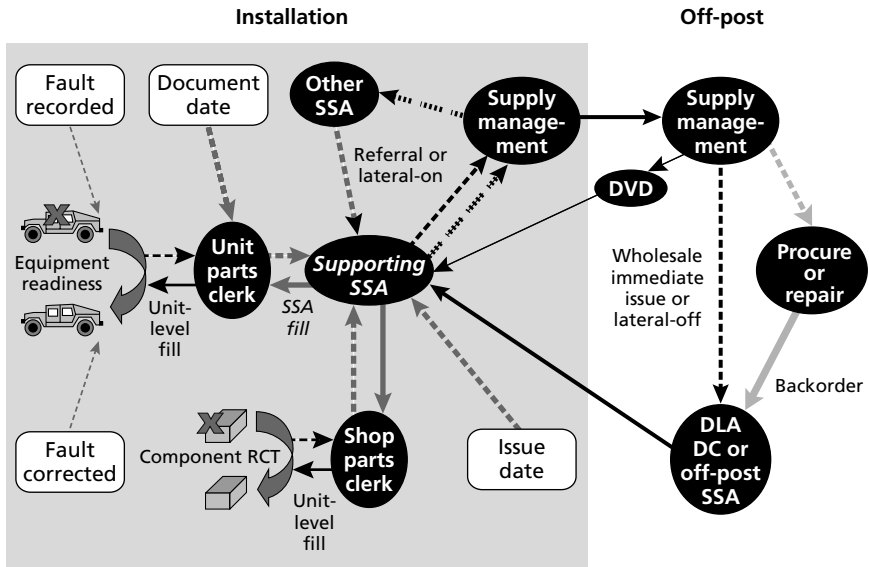 Installation
Off-post
Fault
recorded
Document
date
Other
SSA
Supply
manage-
ment
Supply
manage-
ment
Referral or
lateral-on
DVD
X
Equipment
readiness
Unit
parts
clerk
Supporting
SSA
Wholesale
immediate
issue or
lateral-off
Procure
or
repair
Unit-
level
fill
SSA
fill
Backorder
Fault
corrected
X
Component RCT
Shop
parts
clerk
Issue
date
DLA
DC or
off-post
SSA
Unit-
level
fill